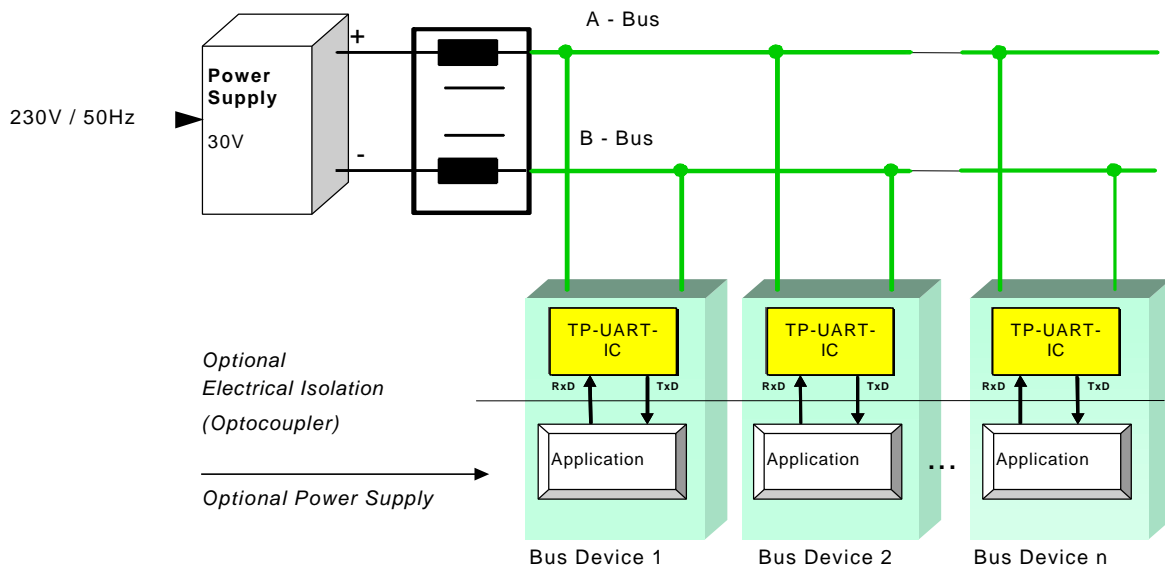 A - Bus
+
Power
Supply
230V / 50Hz
30V
B - Bus
-
TP-UART-
IC
TP-UART-
IC
TP-UART-
IC
Optional
Electrical Isolation
(Optocoupler)
RxD
TxD
RxD
TxD
RxD
TxD
Application
Application
...
Application
Optional Power Supply
Bus Device 1
Bus Device 2
Bus Device n